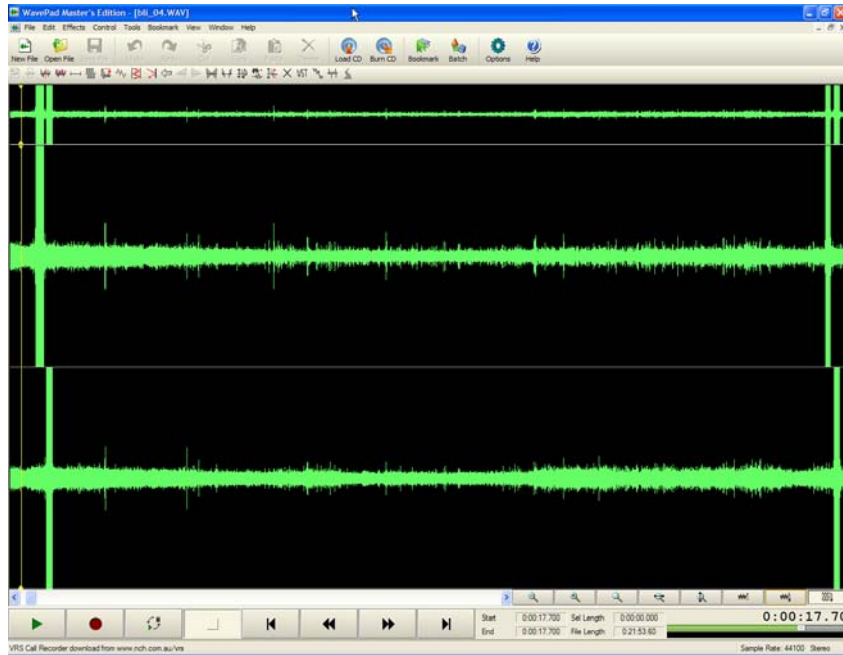 WavePad Master's Edition - [bli_04.WAV]
File Edit Effects Control Tools Bookmark View Window Help
New File Open File Load CD Burn CD Bookmark Batch Options Help
VST
Start 0:00:17.700 Sel Length 0:00:00.000 0:00:17.70
End 0:00:17.700 File Length 0:21:53.60
VRS Call Recorder download from www.nch.com.au/vrs Sample Rate: 44100 Stereo